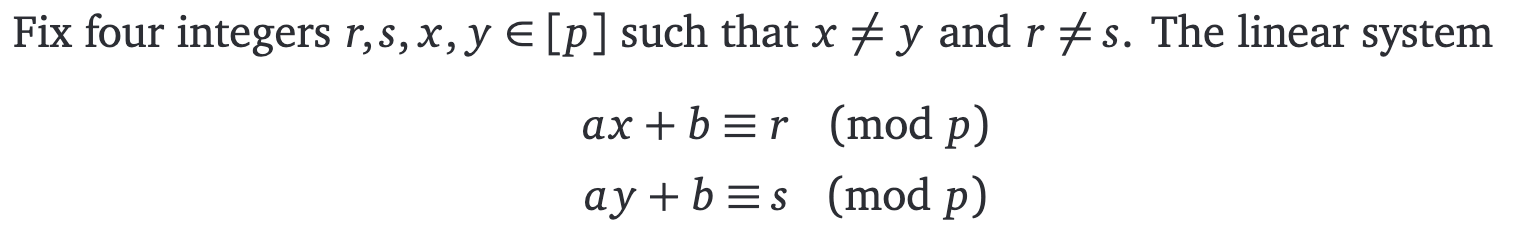 Fix four integers r, s, x, y ∈ [p] such that x ≠ y and r ≠ s. The linear system
ax + b ≡ r (mod p)
ay + b ≡ s (mod p)